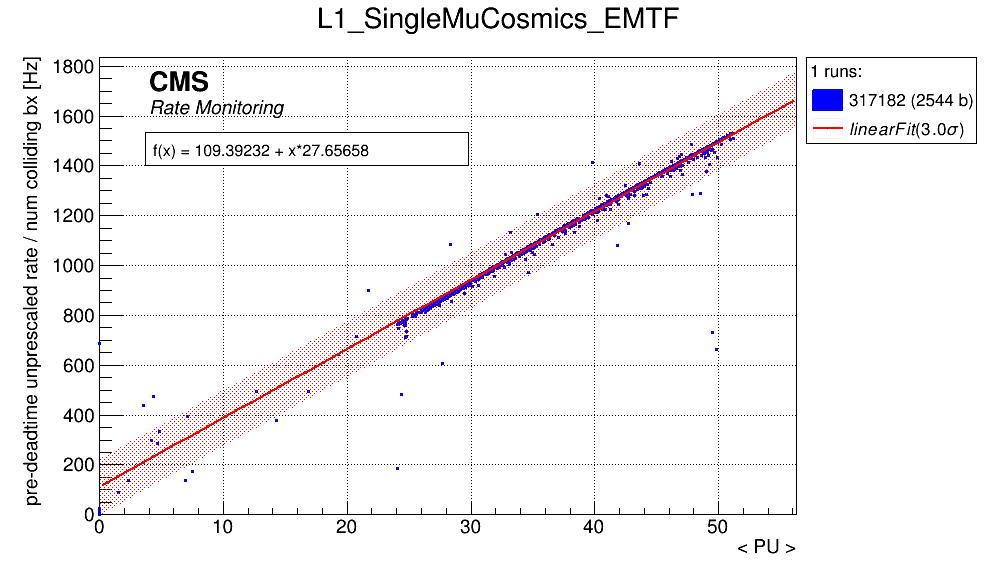 L1_SingleMuCosmics_EMTF
pre-deadtime unprescaled rate / num colliding bx [Hz]
1800
1600
1400
1200
1000
800
600
400
200
0
CMS
Rate Monitoring
f(x) = 109.39232 + x*27.65658
1 runs:
317182 (2544 b)
linearFit(3.0σ)
0 10 20 30 40 50
< PU >